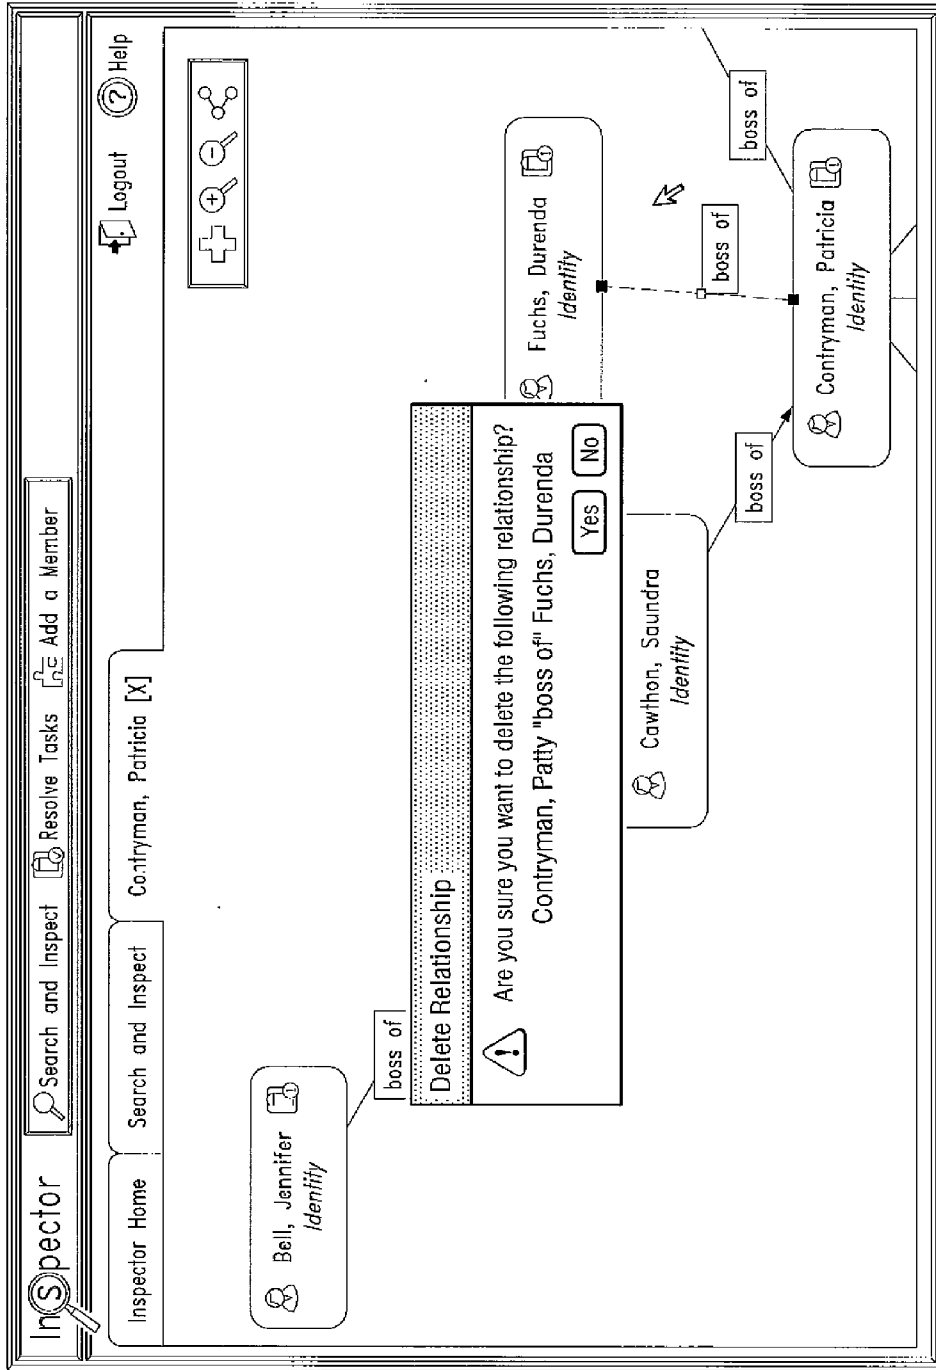 Inspector
Search and Inspect Resolve Tasks Add a Member
Logout Help
Inspector Home Search and Inspect Contryman, Patricia [X]
Bell, Jennifer
Identity
boss of
Delete Relationship
Are you sure you want to delete the following relationship?
Contryman, Patty "boss of" Fuchs, Durenda
Yes No
Fuchs, Durenda
Identity
Cawthon, Saundra
Identity
boss of
boss of
boss of
Contryman, Patricia
Identity